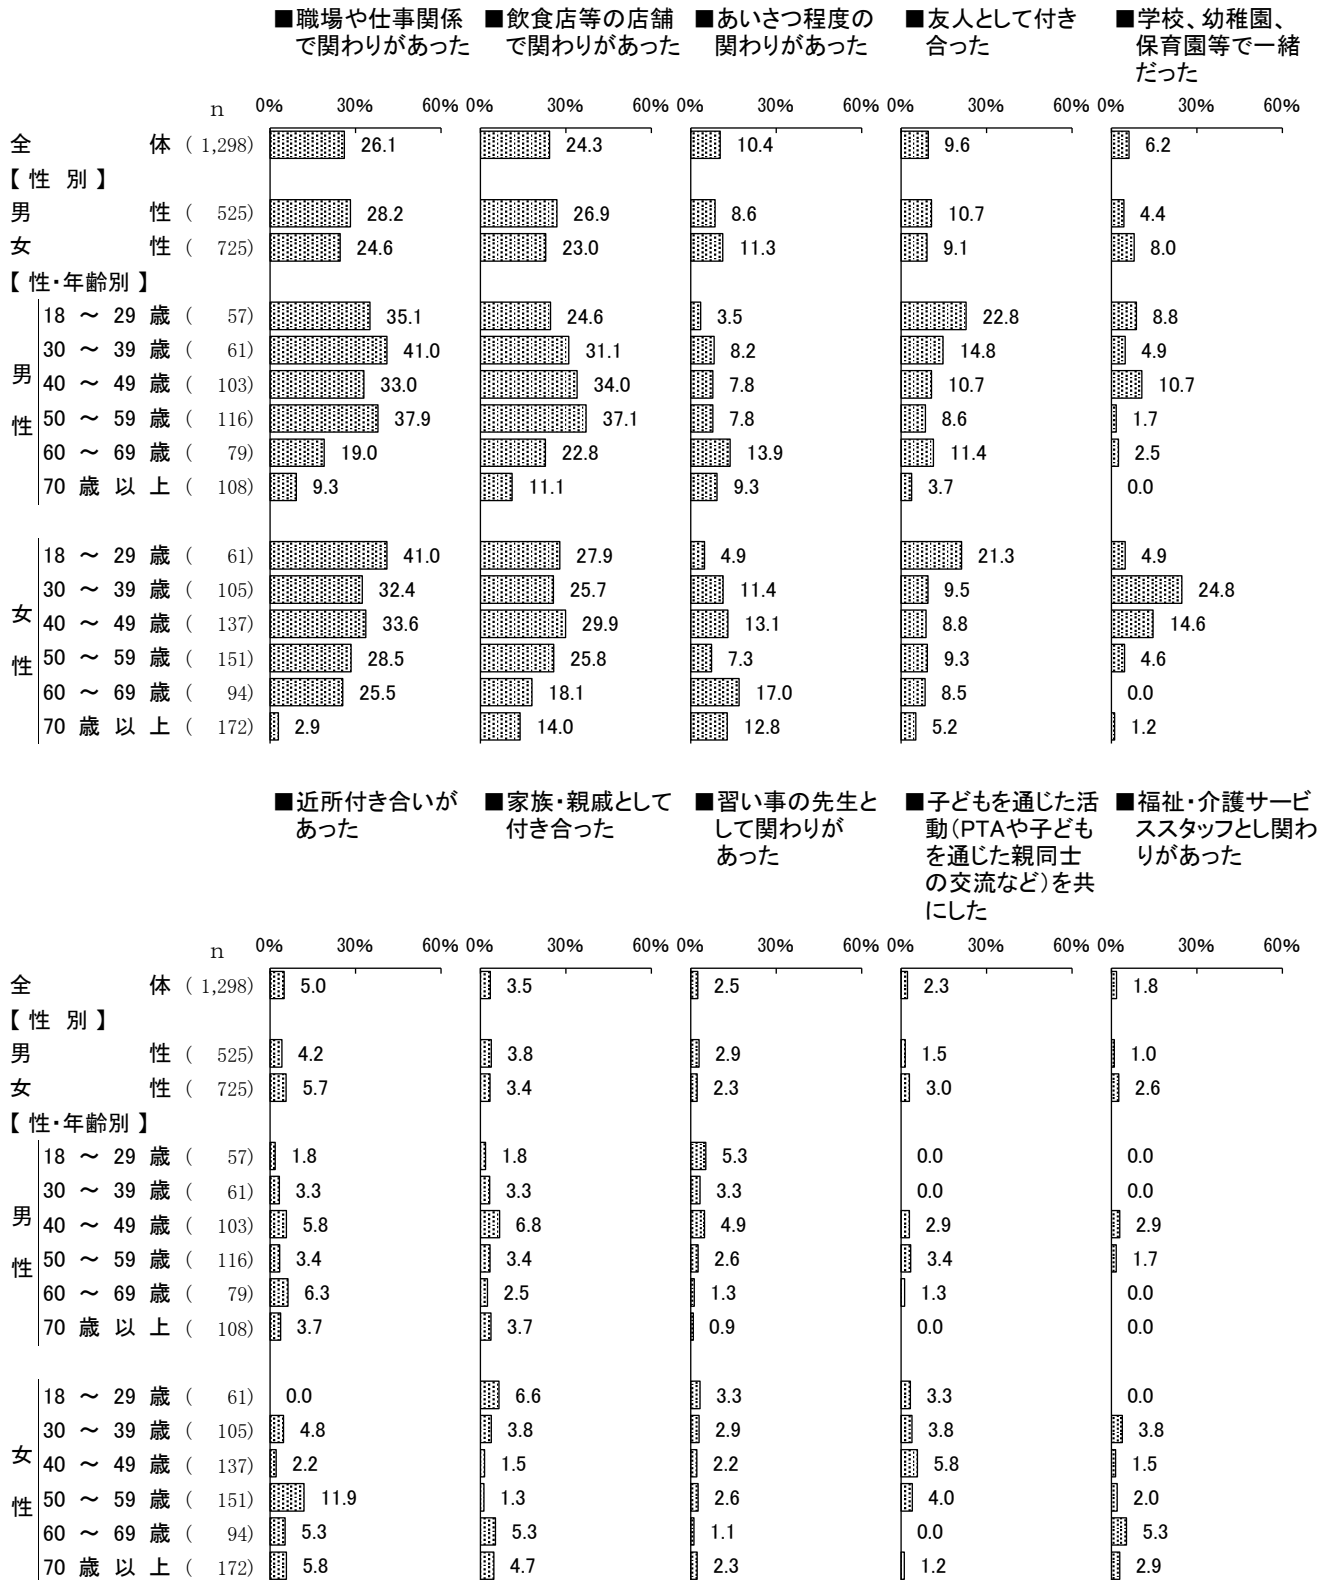 ■職場や仕事関係で関わりがあった
■飲食店等の店舗で関わりがあった
■あいさつ程度の関わりがあった
■友人として付き合った
■学校、幼稚園、保育園等で一緒だった
n 0% 30% 60% 0% 30% 60% 0% 30% 60% 0% 30% 60% 0% 30% 60%
全体 ( 1,298) 26.1 24.3 10.4 9.6 6.2
【 性 別 】
男性 ( 525) 28.2 26.9 8.6 10.7 4.4
女性 ( 725) 24.6 23.0 11.3 9.1 8.0
【 性・年齢別 】
男性
18 ～ 29 歳 ( 57) 35.1 24.6 3.5 22.8 8.8
30 ～ 39 歳 ( 61) 41.0 31.1 8.2 14.8 4.9
40 ～ 49 歳 ( 103) 33.0 34.0 7.8 10.7 10.7
50 ～ 59 歳 ( 116) 37.9 37.1 7.8 8.6 1.7
60 ～ 69 歳 ( 79) 19.0 22.8 13.9 11.4 2.5
70 歳 以 上 ( 108) 9.3 11.1 9.3 3.7 0.0
女性
18 ～ 29 歳 ( 61) 41.0 27.9 4.9 21.3 4.9
30 ～ 39 歳 ( 105) 32.4 25.7 11.4 9.5 24.8
40 ～ 49 歳 ( 137) 33.6 29.9 13.1 8.8 14.6
50 ～ 59 歳 ( 151) 28.5 25.8 7.3 9.3 4.6
60 ～ 69 歳 ( 94) 25.5 18.1 17.0 8.5 0.0
70 歳 以 上 ( 172) 2.9 14.0 12.8 5.2 1.2
■近所付き合いがあった
■家族・親戚として付き合った
■習い事の先生として関わりがあった
■子どもを通じた活動(PTAや子どもを通じた親同士の交流など)を共にした
■福祉・介護サービススタッフとし関わりがあった
n 0% 30% 60% 0% 30% 60% 0% 30% 60% 0% 30% 60% 0% 30% 60%
全体 ( 1,298) 5.0 3.5 2.5 2.3 1.8
【 性 別 】
男性 ( 525) 4.2 3.8 2.9 1.5 1.0
女性 ( 725) 5.7 3.4 2.3 3.0 2.6
【 性・年齢別 】
男性
18 ～ 29 歳 ( 57) 1.8 1.8 5.3 0.0 0.0
30 ～ 39 歳 ( 61) 3.3 3.3 3.3 0.0 0.0
40 ～ 49 歳 ( 103) 5.8 6.8 4.9 2.9 2.9
50 ～ 59 歳 ( 116) 3.4 3.4 2.6 3.4 1.7
60 ～ 69 歳 ( 79) 6.3 2.5 1.3 1.3 0.0
70 歳 以 上 ( 108) 3.7 3.7 0.9 0.0 0.0
女性
18 ～ 29 歳 ( 61) 0.0 6.6 3.3 3.3 0.0
30 ～ 39 歳 ( 105) 4.8 3.8 2.9 3.8 3.8
40 ～ 49 歳 ( 137) 2.2 1.5 2.2 5.8 1.5
50 ～ 59 歳 ( 151) 11.9 1.3 2.6 4.0 2.0
60 ～ 69 歳 ( 94) 5.3 5.3 1.1 0.0 5.3
70 歳 以 上 ( 172) 5.8 4.7 2.3 1.2 2.9